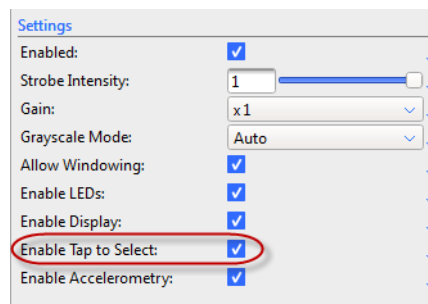 Settings
Enabled:
Strobe Intensity: 1
Gain: x1
Grayscale Mode: Auto
Allow Windowing:
Enable LEDs:
Enable Display:
Enable Tap to Select:
Enable Accelerometry: